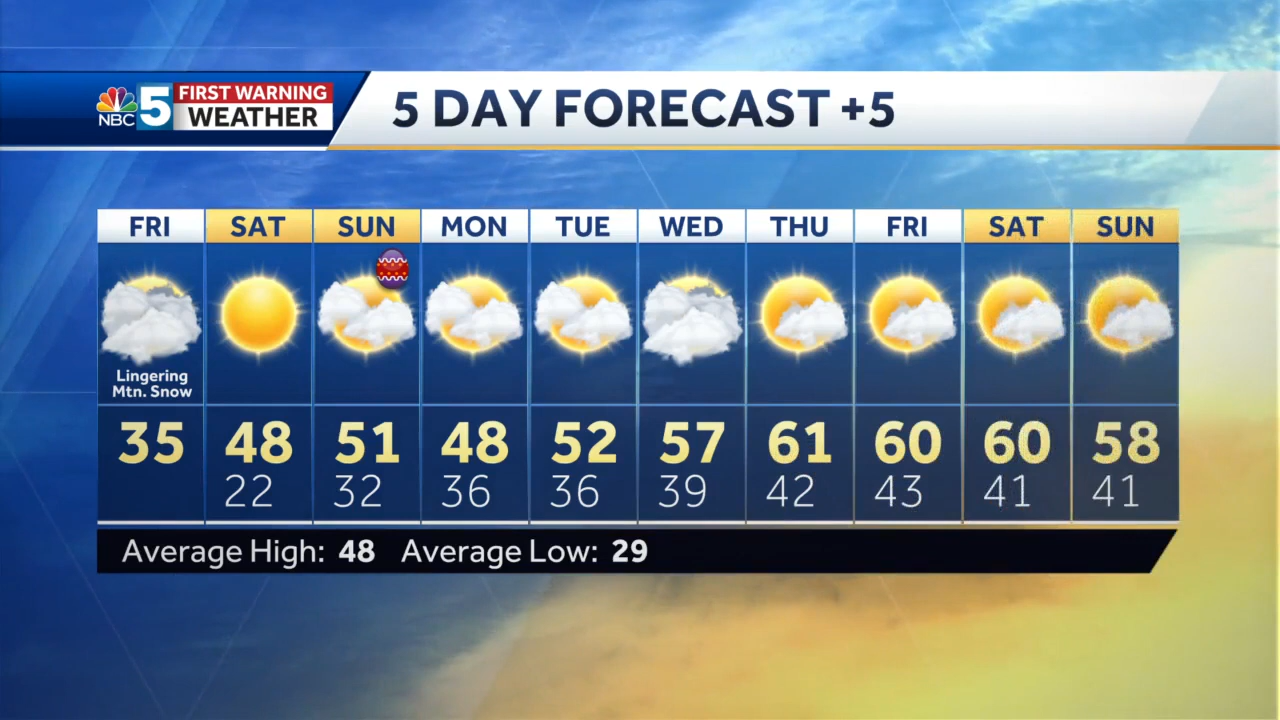 NBC 5 FIRST WARNING WEATHER
5 DAY FORECAST +5
FRI SAT SUN MON TUE WED THU FRI SAT SUN
Lingering
Mtn. Snow
35 48 51 48 52 57 61 60 60 58
22 32 36 36 39 42 43 41 41
Average High: 48 Average Low: 29